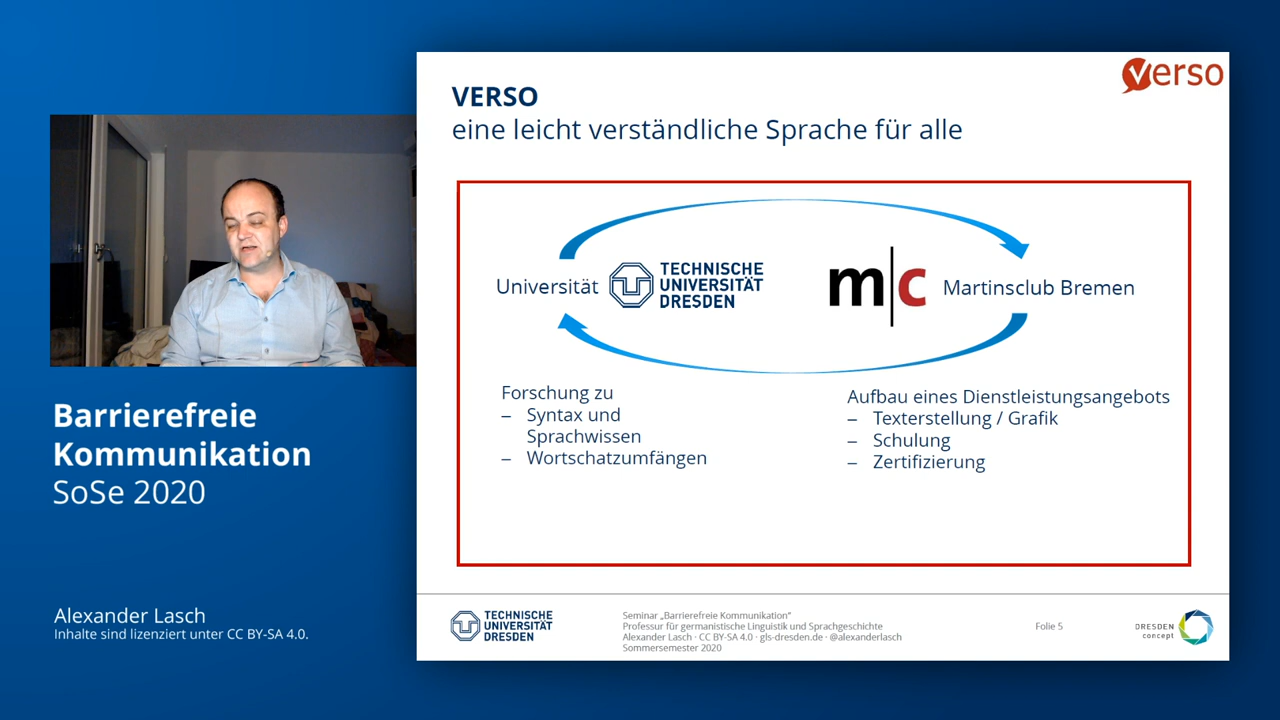 verso
VERSO
eine leicht verständliche Sprache für alle
Universität
TECHNISCHE
UNIVERSITÄT
DRESDEN
m|c
Martinsclub Bremen
Forschung zu
– Syntax und
Sprachwissen
– Wortschatzumfängen
Aufbau eines Dienstleistungsangebots
– Texterstellung / Grafik
– Schulung
– Zertifizierung
Barrierefreie
Kommunikation
SoSe 2020
Alexander Lasch
Inhalte sind lizenziert unter CC BY-SA 4.0.
TECHNISCHE
UNIVERSITÄT
DRESDEN
Seminar „Barrierefreie Kommunikation“
Professur für germanistische Linguistik und Sprachgeschichte
Alexander Lasch · CC BY-SA 4.0 · gls-dresden.de · @alexanderlasch
Sommersemester 2020
Folie 5
DRESDEN
concept